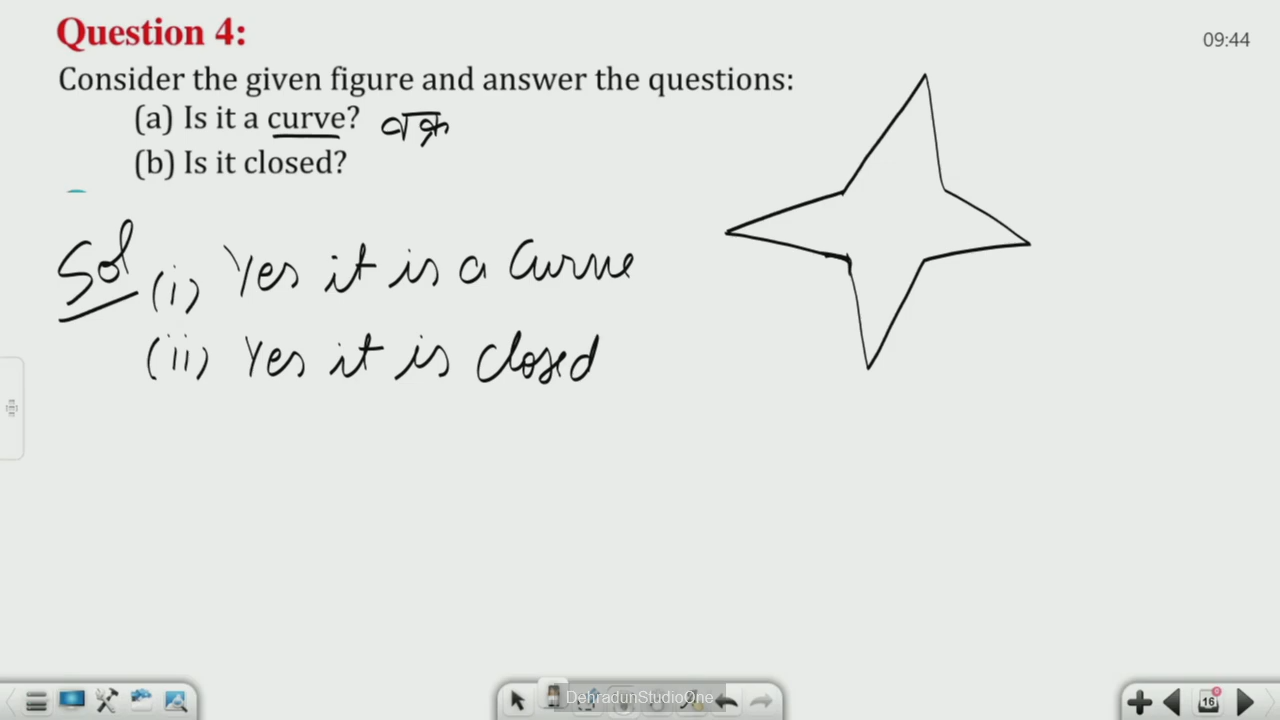 Question 4:
09:44
Consider the given figure and answer the questions:
(a) Is it a curve? वक्र
(b) Is it closed?
Sol (i) Yes it is a Curve
(ii) Yes it is closed
DehradunStudioOne
16